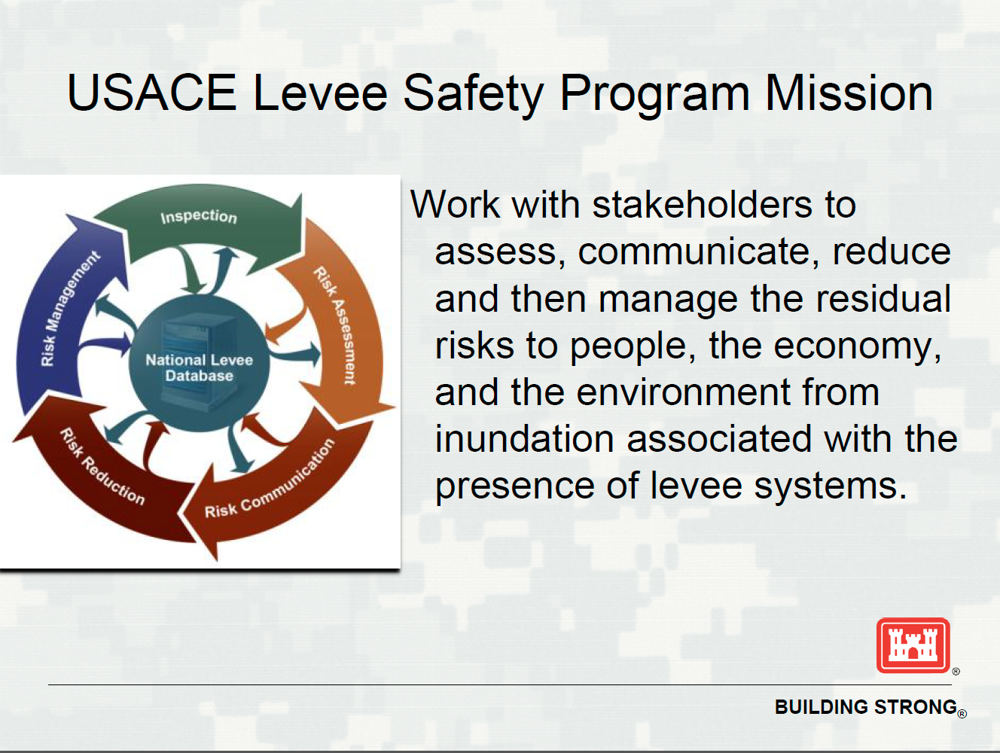 USACE Levee Safety Program Mission
Inspection
Risk Assessment
Risk Communication
Risk Reduction
Risk Management
National Levee
Database
Work with stakeholders to
assess, communicate, reduce
and then manage the residual
risks to people, the economy,
and the environment from
inundation associated with the
presence of levee systems.
®
BUILDING STRONG®